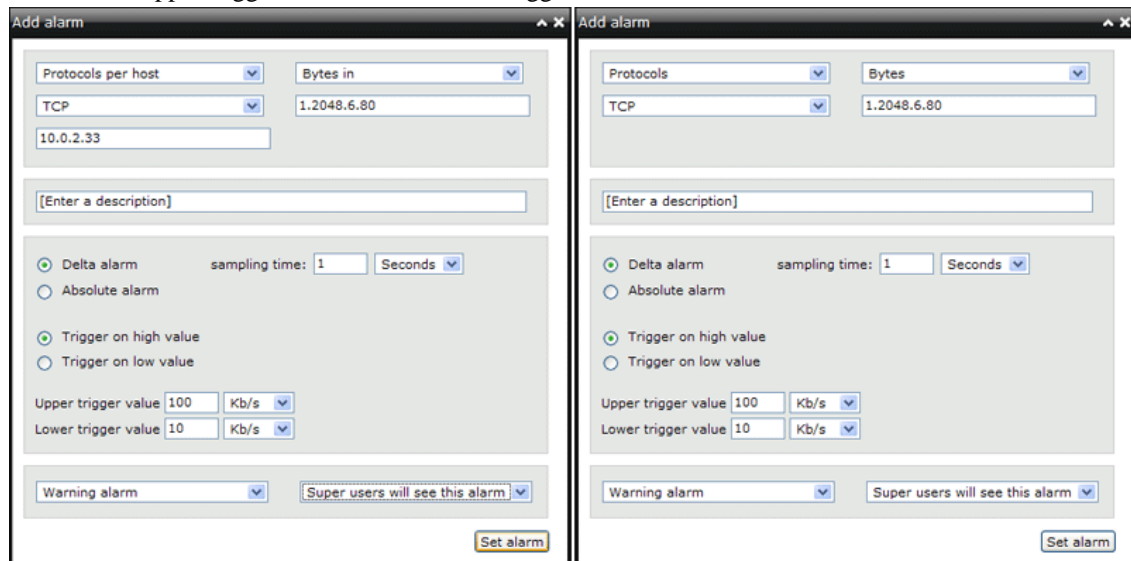 Add alarm
Protocols per host Bytes in
TCP 1.2048.6.80
10.0.2.33
[Enter a description]
Delta alarm sampling time: 1 Seconds
Absolute alarm
Trigger on high value
Trigger on low value
Upper trigger value 100 Kb/s
Lower trigger value 10 Kb/s
Warning alarm Super users will see this alarm
Set alarm
Add alarm
Protocols Bytes
TCP 1.2048.6.80
[Enter a description]
Delta alarm sampling time: 1 Seconds
Absolute alarm
Trigger on high value
Trigger on low value
Upper trigger value 100 Kb/s
Lower trigger value 10 Kb/s
Warning alarm Super users will see this alarm
Set alarm